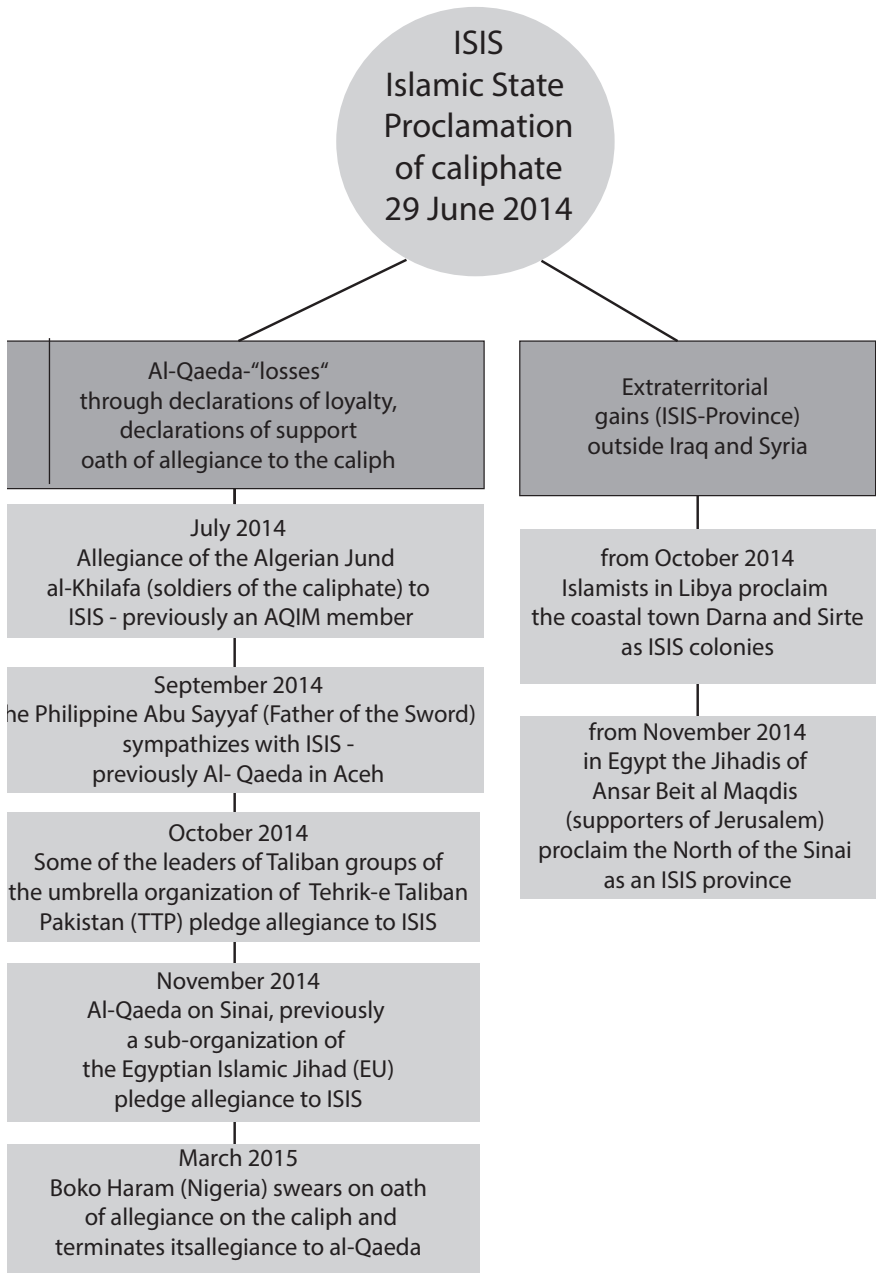 ISIS
Islamic State
Proclamation
of caliphate
29 June 2014
Al-Qaeda-“losses“
through declarations of loyalty,
declarations of support
oath of allegiance to the caliph
July 2014
Allegiance of the Algerian Jund
al-Khilafa (soldiers of the caliphate) to
ISIS - previously an AQIM member
September 2014
he Philippine Abu Sayyaf (Father of the Sword)
sympathizes with ISIS -
previously Al- Qaeda in Aceh
October 2014
Some of the leaders of Taliban groups of
the umbrella organization of Tehrik-e Taliban
Pakistan (TTP) pledge allegiance to ISIS
November 2014
Al-Qaeda on Sinai, previously
a sub-organization of
the Egyptian Islamic Jihad (EU)
pledge allegiance to ISIS
March 2015
Boko Haram (Nigeria) swears on oath
of allegiance on the caliph and
terminates itsallegiance to al-Qaeda
Extraterritorial
gains (ISIS-Province)
outside Iraq and Syria
from October 2014
Islamists in Libya proclaim
the coastal town Darna and Sirte
as ISIS colonies
from November 2014
in Egypt the Jihadis of
Ansar Beit al Maqdis
(supporters of Jerusalem)
proclaim the North of the Sinai
as an ISIS province